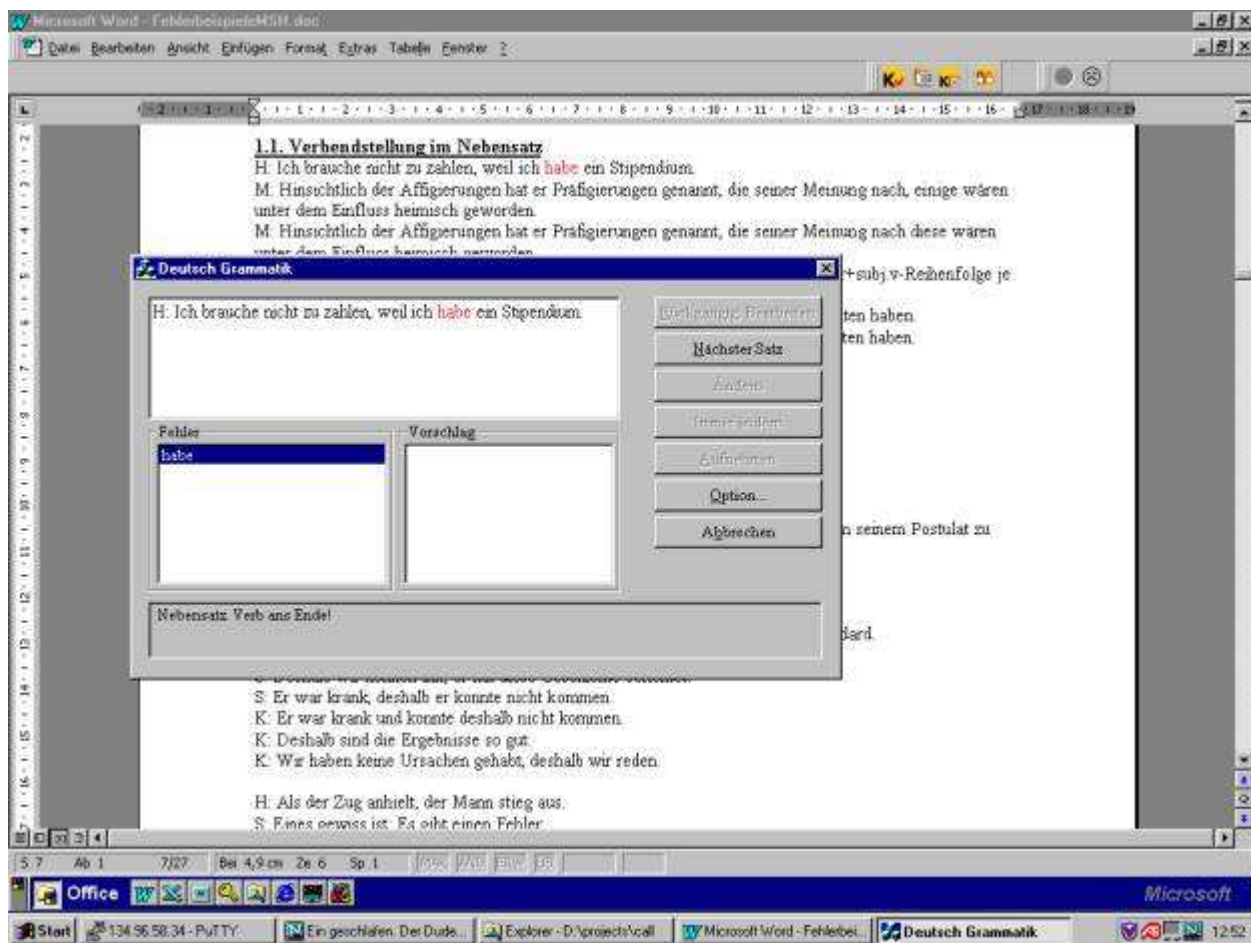 Microsoft Word - FehlerbeispieleMSH.doc
Datei Bearbeiten Ansicht Einfügen Format Extras Tabelle Fenster ?
1.1. Verbendstellung im Nebensatz
H: Ich brauche nicht zu zahlen, weil ich habe ein Stipendium.
M: Hinsichtlich der Affigierungen hat er Präfigierungen genannt, die seiner Meinung nach, einige wären
unter dem Einfluss heimisch geworden.
M: Hinsichtlich der Affigierungen hat er Präfigierungen genannt, die seiner Meinung nach diese wären
unter dem Einfluss heimisch geworden
Deutsch Grammatik
+subj.v-Reihenfolge je
H: Ich brauche nicht zu zahlen, weil ich habe ein Stipendium.
ten haben.
ten haben.
Nächster Satz
Ändern
Immer ändern
Aufnehmen
Option...
Abbrechen
Fehler
Vorschlag
habe
n seinem Postulat zu
Nebensatz: Verb ans Ende!
dard.
S: Er war krank, deshalb er konnte nicht kommen.
K: Er war krank und konnte deshalb nicht kommen.
K: Deshalb sind die Ergebnisse so gut.
K: Wir haben keine Ursachen gehabt, deshalb wir reden.
H: Als der Zug anhielt, der Mann stieg aus.
S: Eines gewiss ist: Es gibt einen Fehler
S 7 Ab 1 7/27 Bei 4,9 cm Ze 6 Sp 1
Office
Microsoft
Start 134.96.58.34 - PuTTY Ein geschlafen. Der Dude... Explorer - D:\projects\call Microsoft Word - Fehlerbei... Deutsch Grammatik 12:52